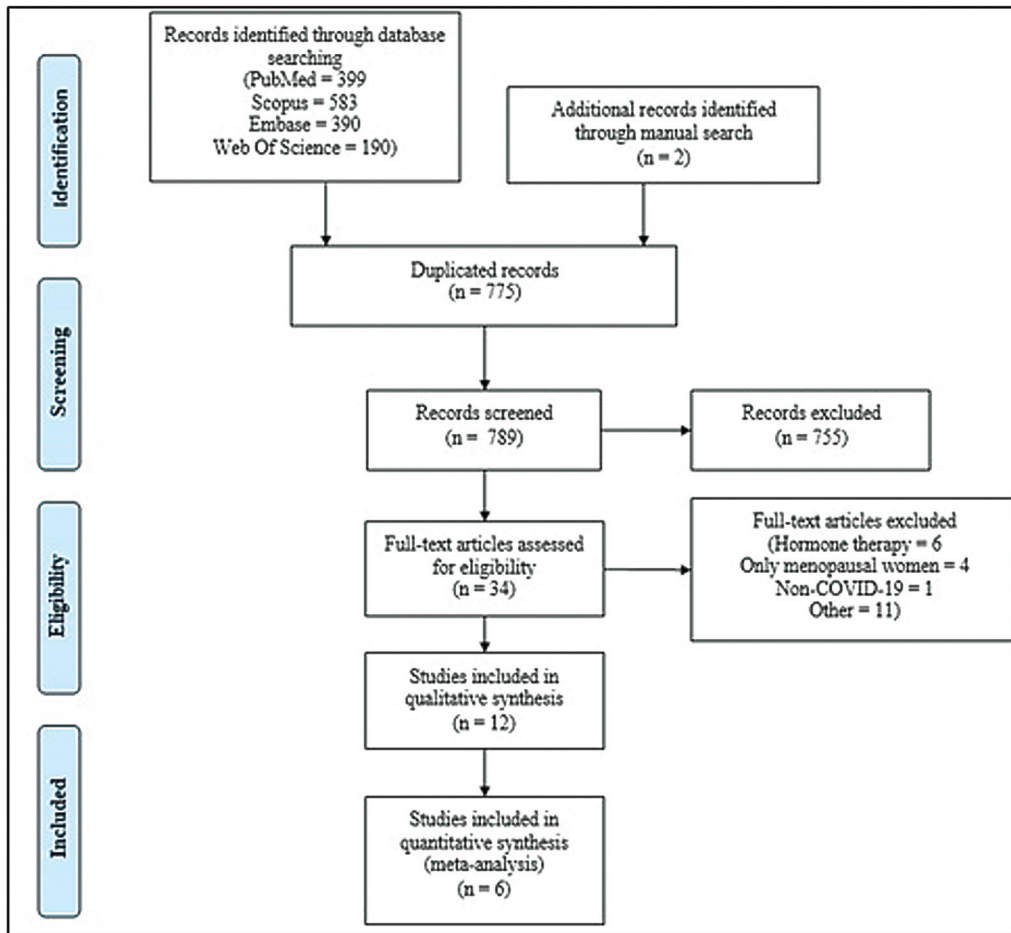 Identification
Records identified through database
searching
(PubMed = 399
Scopus = 583
Embase = 390
Web Of Science = 190)
Additional records identified
through manual search
(n = 2)
Duplicated records
(n = 775)
Screening
Records screened
(n = 789)
Records excluded
(n = 755)
Eligibility
Full-text articles assessed
for eligibility
(n = 34)
Full-text articles excluded
(Hormone therapy = 6
Only menopausal women = 4
Non-COVID-19 = 1
Other = 11)
Studies included in
qualitative synthesis
(n = 12)
Included
Studies included in
quantitative synthesis
(meta-analysis)
(n = 6)